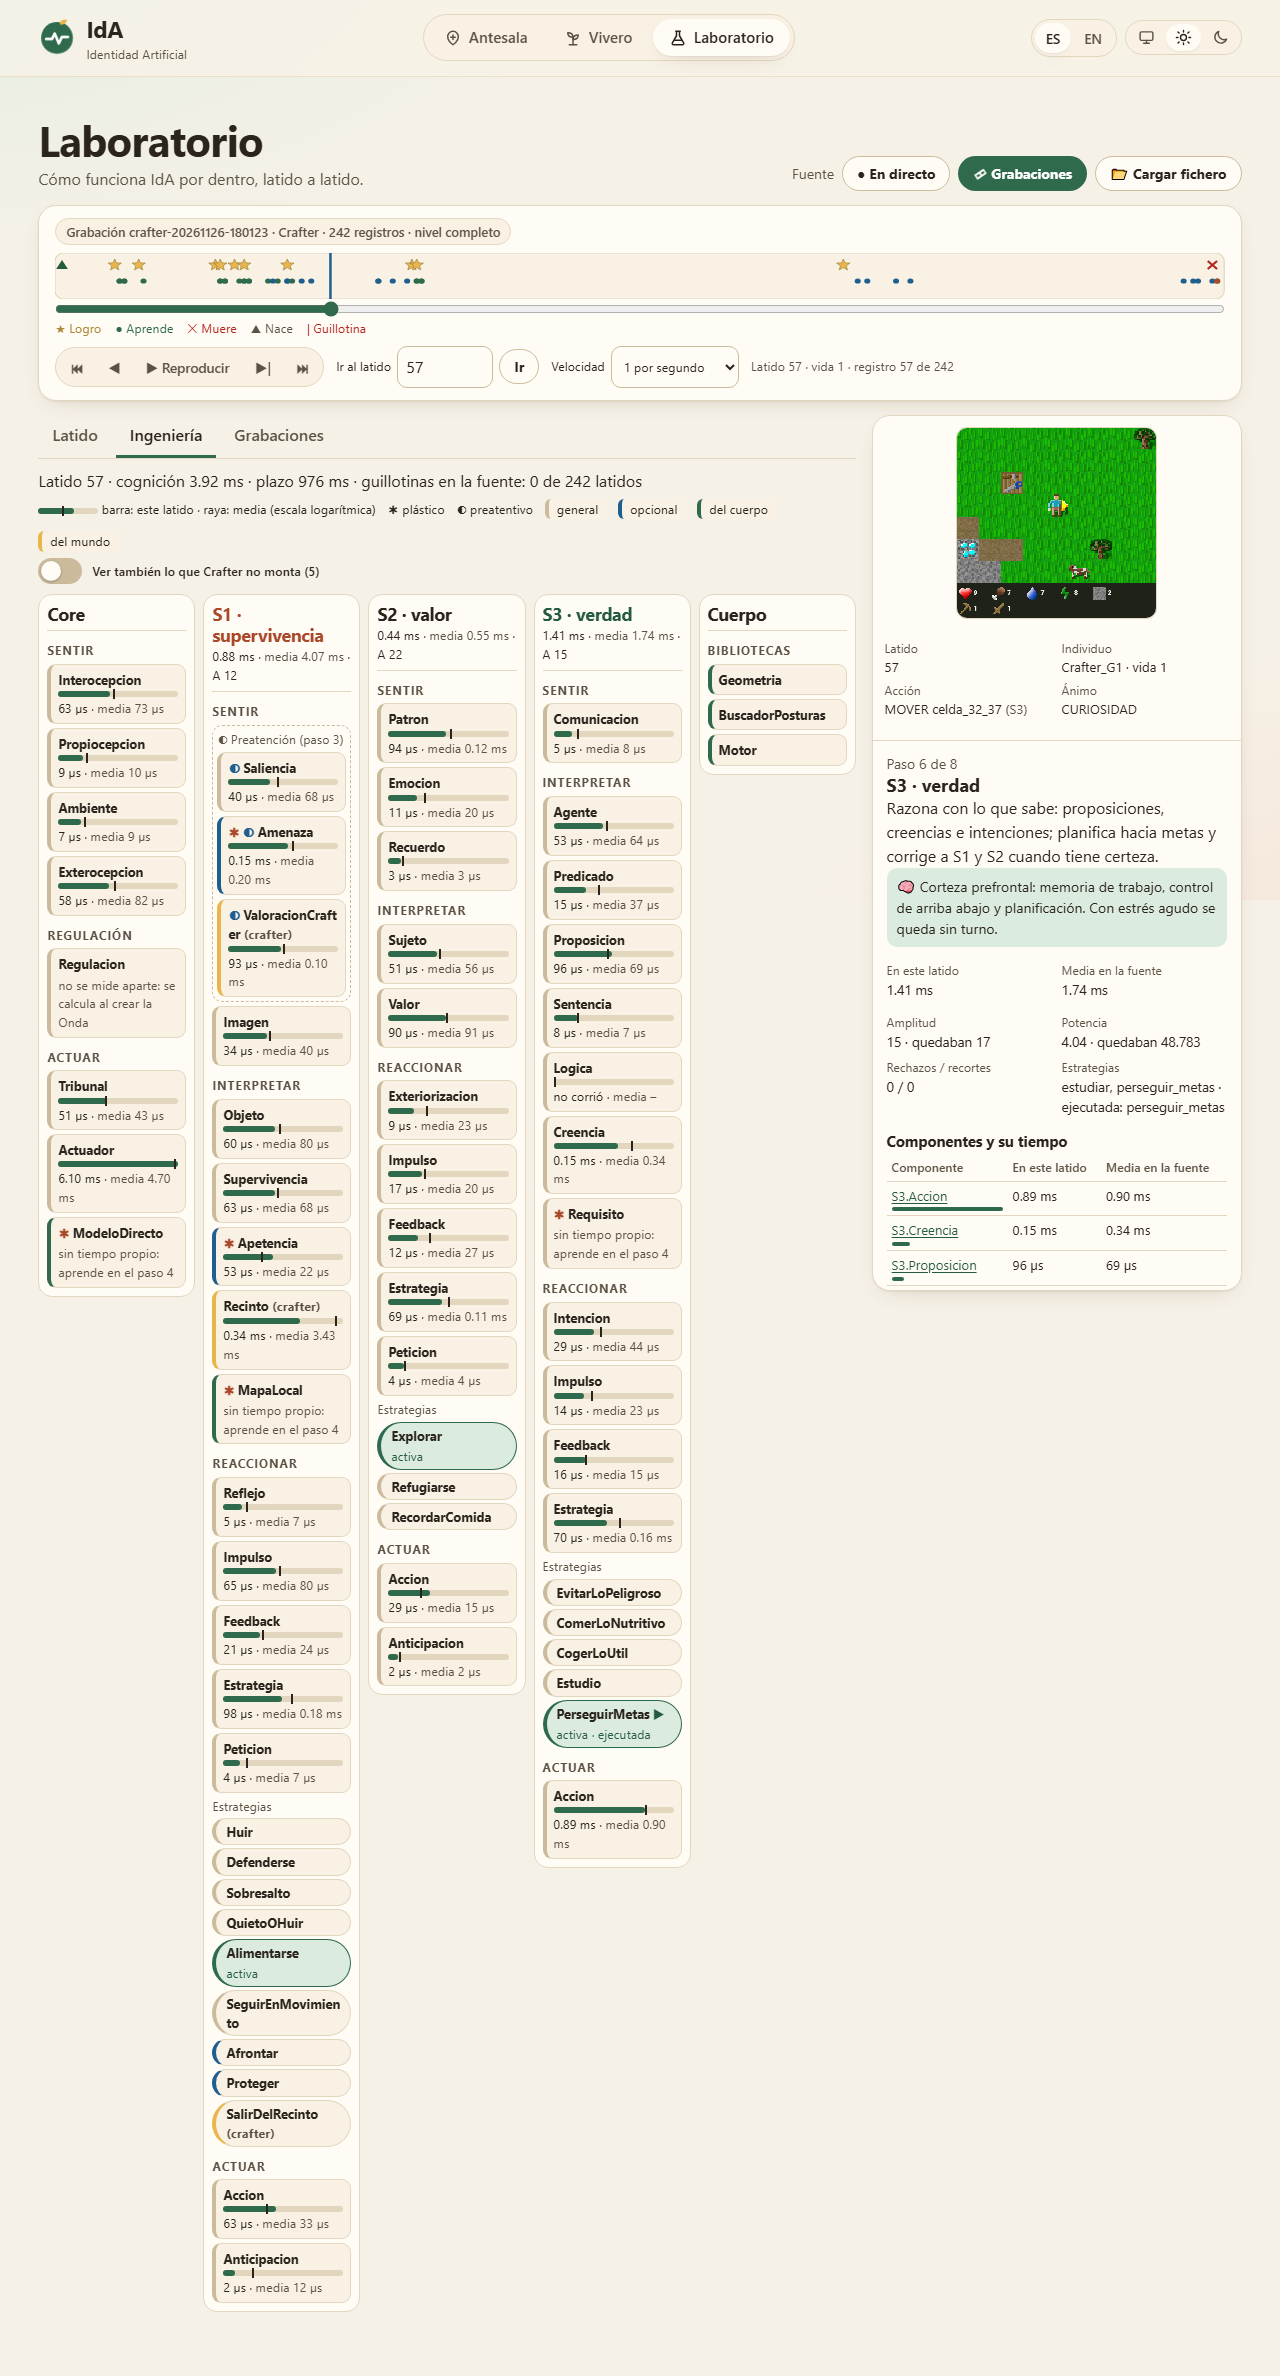 IdA
Identidad Artificial
Antesala
Vivero
Laboratorio
ES
EN
Laboratorio
Cómo funciona IdA por dentro, latido a latido.
Fuente
● En directo
Grabaciones
Cargar fichero
Grabación crafter-20261126-180123 · Crafter · 242 registros · nivel completo
★ Logro
● Aprende
✕ Muere
▲ Nace
| Guillotina
▶ Reproducir
Ir al latido
57
Ir
Velocidad
1 por segundo
Latido 57 · vida 1 · registro 57 de 242
Latido
Ingeniería
Grabaciones
Latido 57 · cognición 3.92 ms · plazo 976 ms · guillotinas en la fuente: 0 de 242 latidos
barra: este latido · raya: media (escala logarítmica)
✱ plástico
◐ preatentivo
general
opcional
del cuerpo
del mundo
Ver también lo que Crafter no monta (5)
Core
SENTIR
Interocepcion
63 µs · media 73 µs
Propiocepcion
9 µs · media 10 µs
Ambiente
7 µs · media 9 µs
Exterocepcion
58 µs · media 82 µs
REGULACIÓN
Regulacion
no se mide aparte: se
calcula al crear la
Onda
ACTUAR
Tribunal
51 µs · media 43 µs
Actuador
6.10 ms · media 4.70
ms
✱ ModeloDirecto
sin tiempo propio:
aprende en el paso 4
S1 ·
supervivencia
0.88 ms · media 4.07 ms ·
A 12
SENTIR
◐ Preatención (paso 3)
◐ Saliencia
40 µs · media 68 µs
✱ ◐ Amenaza
0.15 ms · media
0.20 ms
◐ ValoracionCraft
er (crafter)
93 µs · media 0.10
ms
Imagen
34 µs · media 40 µs
INTERPRETAR
Objeto
60 µs · media 80 µs
Supervivencia
63 µs · media 68 µs
✱ Apetencia
53 µs · media 22 µs
Recinto (crafter)
0.34 ms · media 3.43
ms
✱ MapaLocal
sin tiempo propio:
aprende en el paso 4
REACCIONAR
Reflejo
5 µs · media 7 µs
Impulso
65 µs · media 80 µs
Feedback
21 µs · media 24 µs
Estrategia
98 µs · media 0.18 ms
Peticion
4 µs · media 7 µs
Estrategias
Huir
Defenderse
Sobresalto
QuietoOHuir
Alimentarse
activa
SeguirEnMovimien
to
Afrontar
Proteger
SalirDelRecinto
(crafter)
ACTUAR
Accion
63 µs · media 33 µs
Anticipacion
2 µs · media 12 µs
S2 · valor
0.44 ms · media 0.55 ms ·
A 22
SENTIR
Patron
94 µs · media 0.12 ms
Emocion
11 µs · media 20 µs
Recuerdo
3 µs · media 3 µs
INTERPRETAR
Sujeto
51 µs · media 56 µs
Valor
90 µs · media 91 µs
REACCIONAR
Exteriorizacion
9 µs · media 23 µs
Impulso
17 µs · media 20 µs
Feedback
12 µs · media 27 µs
Estrategia
69 µs · media 0.11 ms
Peticion
4 µs · media 4 µs
Estrategias
Explorar
activa
Refugiarse
RecordarComida
ACTUAR
Accion
29 µs · media 15 µs
Anticipacion
2 µs · media 2 µs
S3 · verdad
1.41 ms · media 1.74 ms ·
A 15
SENTIR
Comunicacion
5 µs · media 8 µs
INTERPRETAR
Agente
53 µs · media 64 µs
Predicado
15 µs · media 37 µs
Proposicion
96 µs · media 69 µs
Sentencia
8 µs · media 7 µs
Logica
no corrió · media –
Creencia
0.15 ms · media 0.34
ms
✱ Requisito
sin tiempo propio:
aprende en el paso 4
REACCIONAR
Intencion
29 µs · media 44 µs
Impulso
14 µs · media 23 µs
Feedback
16 µs · media 15 µs
Estrategia
70 µs · media 0.16 ms
Estrategias
EvitarLoPeligroso
ComerLoNutritivo
CogerLoUtil
Estudio
PerseguirMetas ▶
activa · ejecutada
ACTUAR
Accion
0.89 ms · media 0.90
ms
Cuerpo
BIBLIOTECAS
Geometria
BuscadorPosturas
Motor
9
7
7
8
2
1
1
Latido
57
Individuo
Crafter_G1 · vida 1
Acción
MOVER celda_32_37 (S3)
Ánimo
CURIOSIDAD
Paso 6 de 8
S3 · verdad
Razona con lo que sabe: proposiciones,
creencias e intenciones; planifica hacia metas y
corrige a S1 y S2 cuando tiene certeza.
Corteza prefrontal: memoria de trabajo, control
de arriba abajo y planificación. Con estrés agudo se
queda sin turno.
En este latido
1.41 ms
Media en la fuente
1.74 ms
Amplitud
15 · quedaban 17
Potencia
4.04 · quedaban 48.783
Rechazos / recortes
0 / 0
Estrategias
estudiar, perseguir_metas ·
ejecutada: perseguir_metas
Componentes y su tiempo
Componente
En este latido
Media en la fuente
S3.Accion
0.89 ms
0.90 ms
S3.Creencia
0.15 ms
0.34 ms
S3.Proposicion
96 µs
69 µs